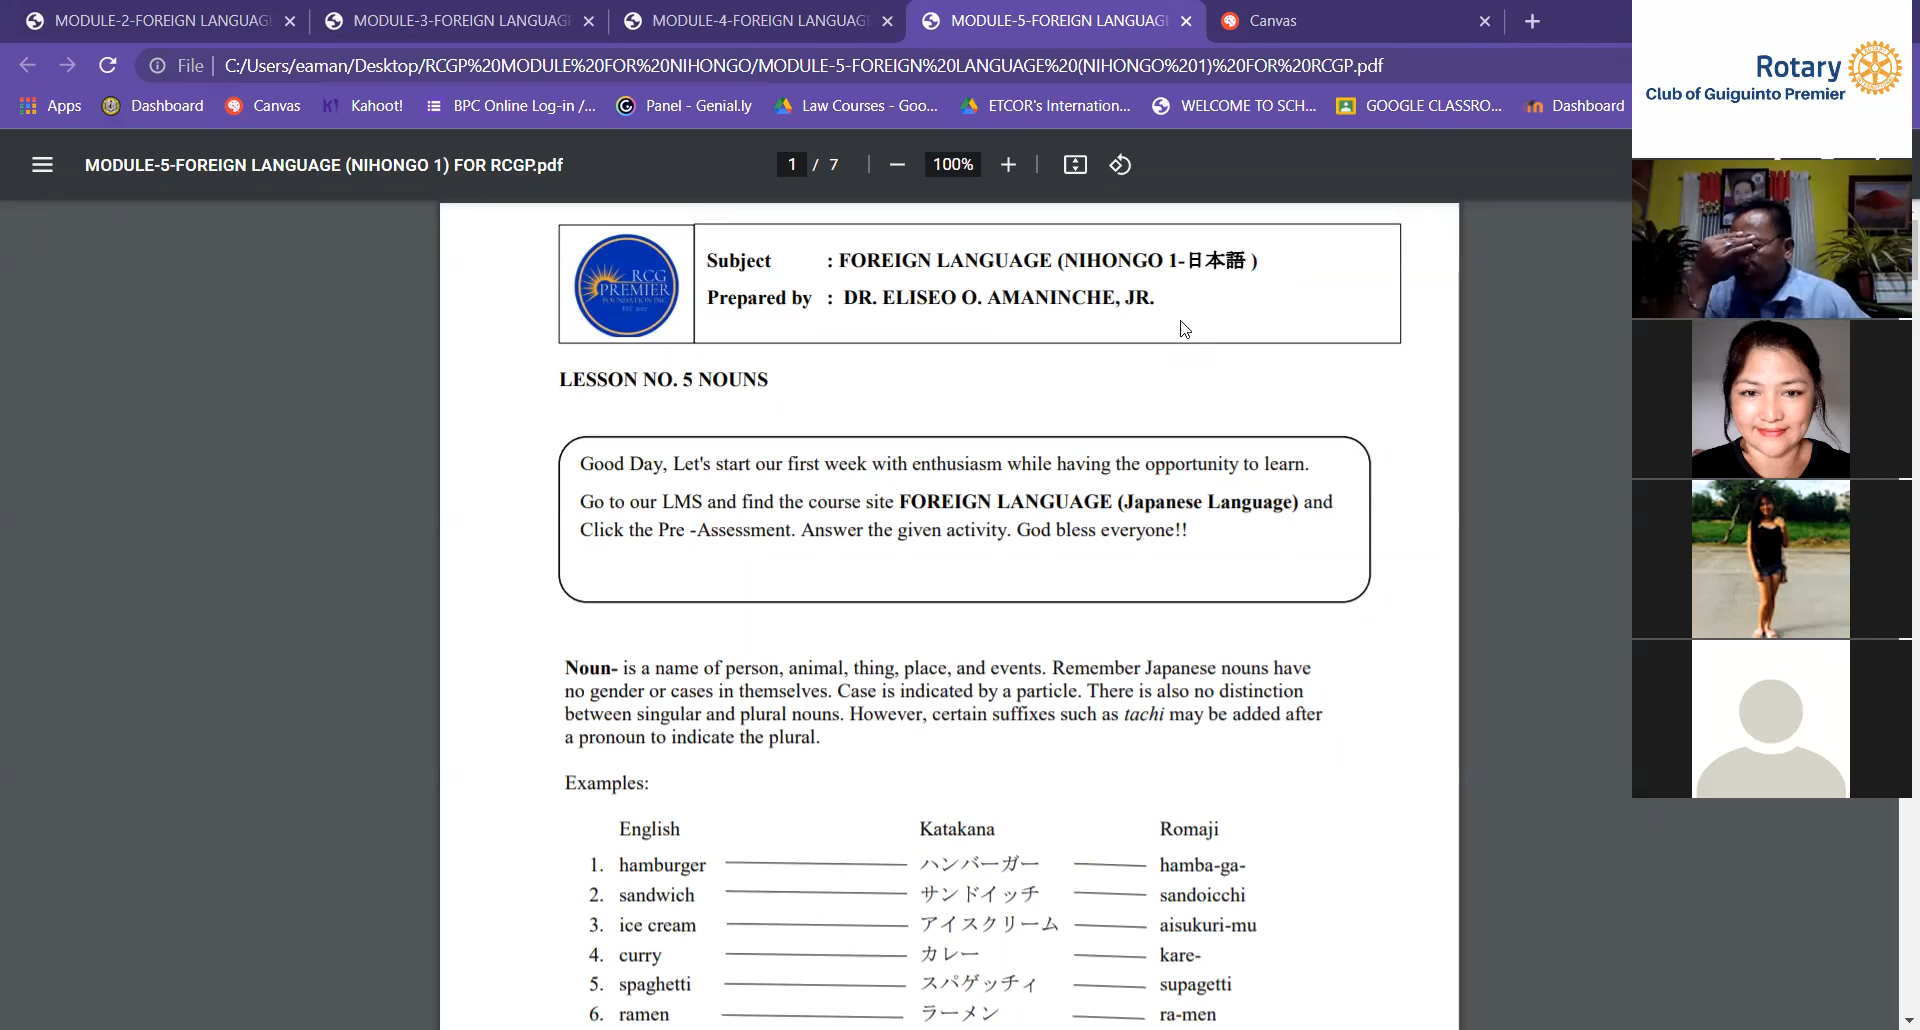 MODULE-2-FOREIGN LANGUAG
MODULE-3-FOREIGN LANGUAG
MODULE-4-FOREIGN LANGUAGE
MODULE-5-FOREIGN LANGUAGE
Canvas
File
C:/Users/eaman/Desktop/RCGP%20MODULE%20FOR%20NIHONGO/MODULE-5-FOREIGN%20LANGUAGE%20(NIHONGO%201)%20FOR%20RCGP.pdf
Apps Dashboard Canvas Kahoot! BPC Online Log-in /... Panel - Genial.ly Law Courses - Goo... ETCOR's Internation... WELCOME TO SCH... GOOGLE CLASSRO... Dashboard
Rotary
Club of Guiguinto Premier
MODULE-5-FOREIGN LANGUAGE (NIHONGO 1) FOR RCGP.pdf
1 / 7
100%
RCG
PREMIER
FOUNDATION INC
Subject : FOREIGN LANGUAGE (NIHONGO 1-日本語 )
Prepared by : DR. ELISEO O. AMANINCHE, JR.
LESSON NO. 5 NOUNS
Good Day, Let's start our first week with enthusiasm while having the opportunity to learn.
Go to our LMS and find the course site FOREIGN LANGUAGE (Japanese Language) and
Click the Pre -Assessment. Answer the given activity. God bless everyone!!
Noun- is a name of person, animal, thing, place, and events. Remember Japanese nouns have
no gender or cases in themselves. Case is indicated by a particle. There is also no distinction
between singular and plural nouns. However, certain suffixes such as tachi may be added after
a pronoun to indicate the plural.
Examples:
English Katakana Romaji
1. hamburger ハンバーガー hamba-ga-
2. sandwich サンドイッチ sandoicchi
3. ice cream アイスクリーム aisukuri-mu
4. curry カレー kare-
5. spaghetti スパゲッティ supagetti
6. ramen ラーメン ra-men